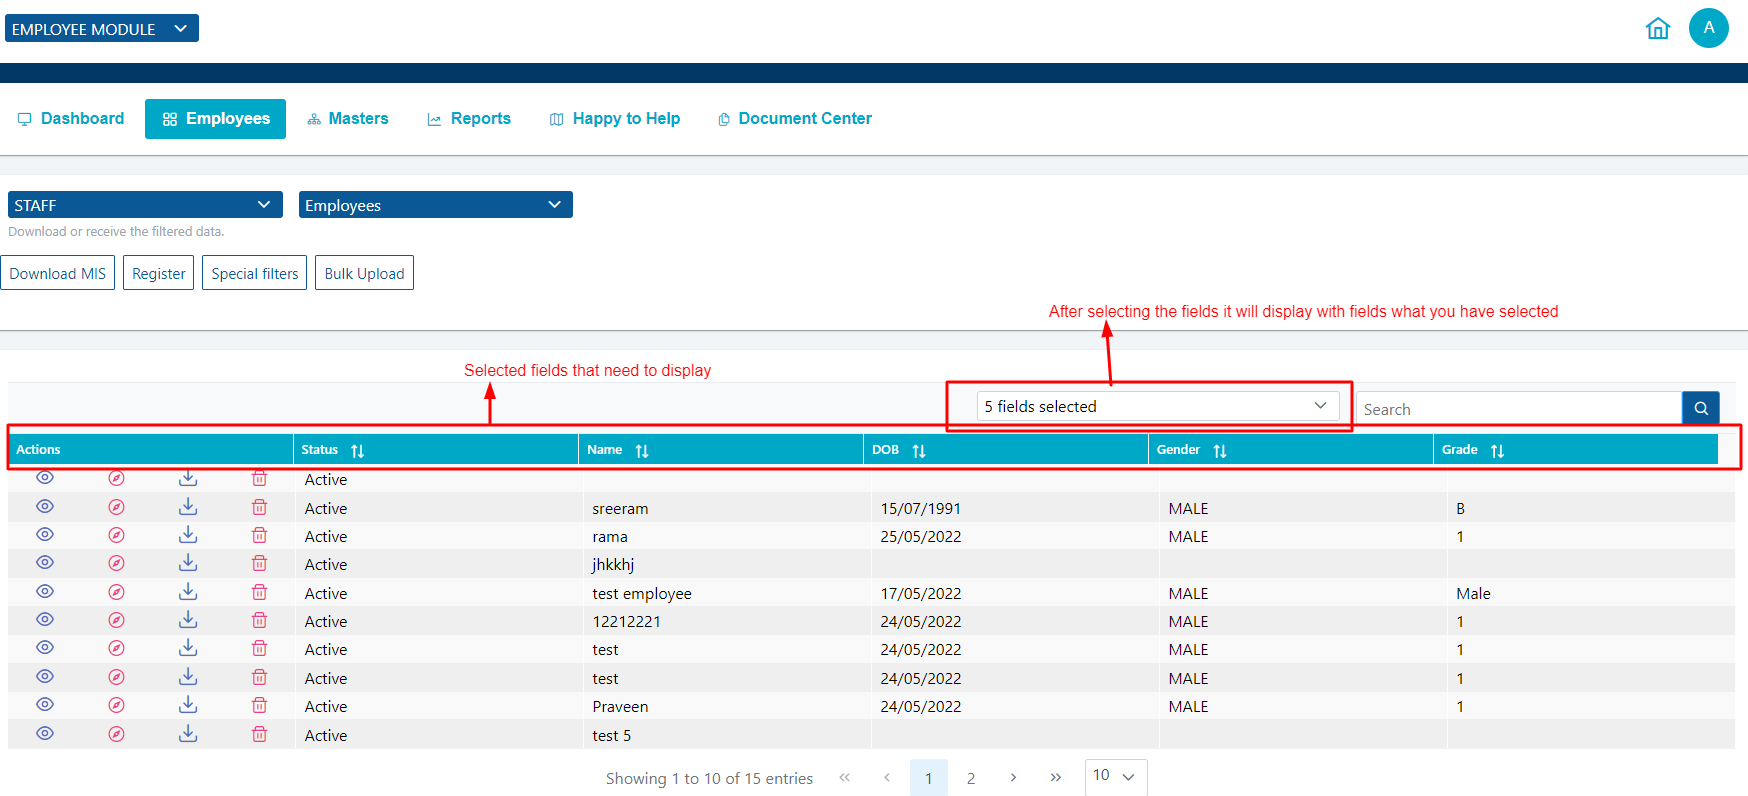 EMPLOYEE MODULE
A
Dashboard Employees Masters Reports Happy to Help Document Center
STAFF Employees
Download or receive the filtered data.
Download MIS Register Special filters Bulk Upload
After selecting the fields it will display with fields what you have selected
Selected fields that need to display
5 fields selected Search
Actions Status Name DOB Gender Grade
Active
Active sreeram 15/07/1991 MALE B
Active rama 25/05/2022 MALE 1
Active jhkkhj
Active test employee 17/05/2022 MALE Male
Active 12212221 24/05/2022 MALE 1
Active test 24/05/2022 MALE 1
Active test 24/05/2022 MALE 1
Active Praveen 24/05/2022 MALE 1
Active test 5
Showing 1 to 10 of 15 entries « ‹ 1 2 › » 10